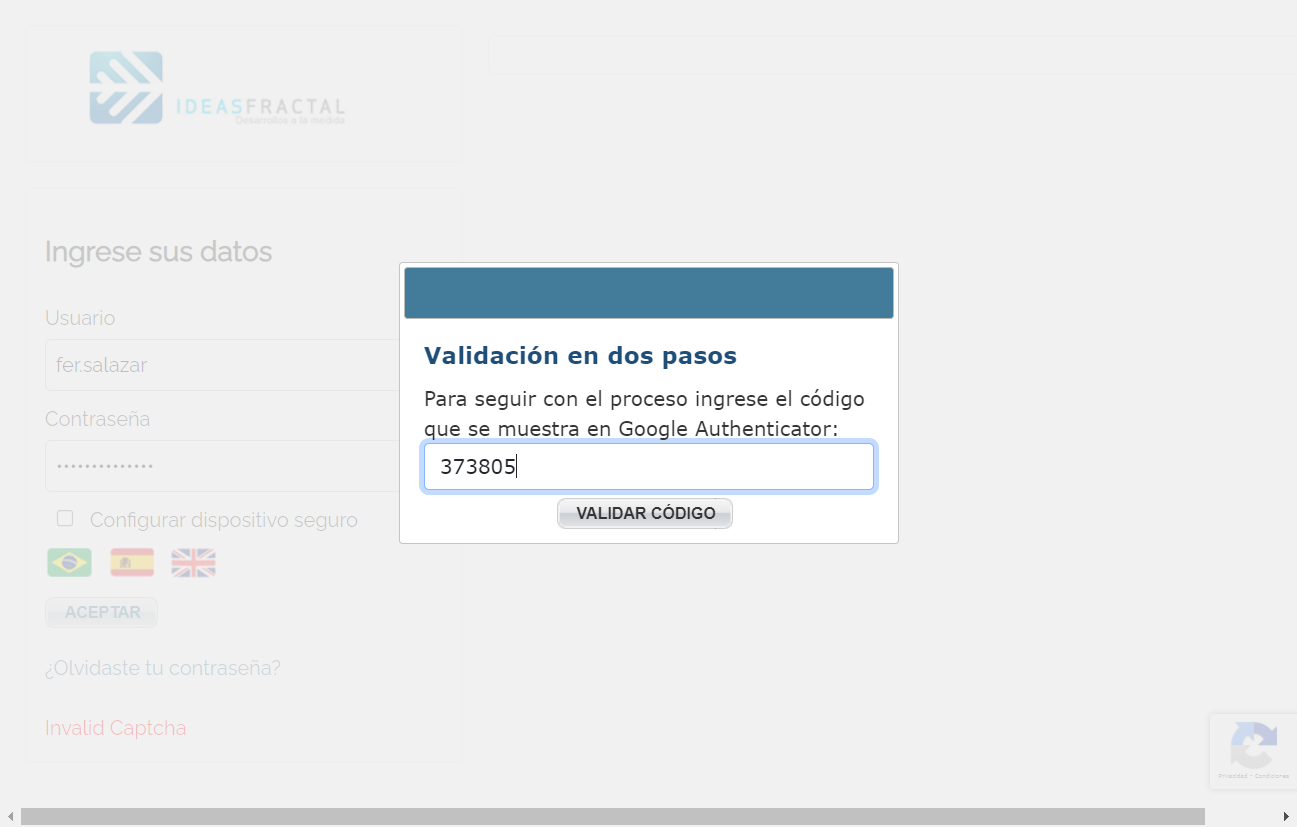 IDEASFRACTAL
Desarrollos a la medida
Ingrese sus datos
Usuario
fer.salazar
Contraseña
••••••••••••••
Configurar dispositivo seguro
ACEPTAR
¿Olvidaste tu contraseña?
Invalid Captcha
Validación en dos pasos
Para seguir con el proceso ingrese el código
que se muestra en Google Authenticator:
373805
VALIDAR CÓDIGO
Privacidad - Condiciones